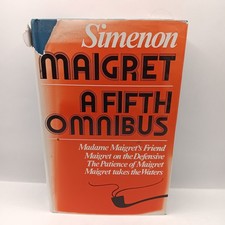 Simenon
MAIGRET
A FIFTH
OMNIBUS
Madame Maigret's Friend
Maigret on the Defensive
The Patience of Maigret
Maigret takes the Waters